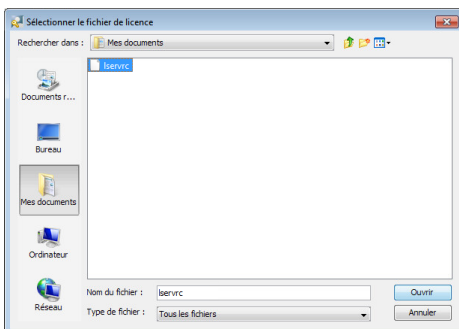 Sélectionner le fichier de licence
Rechercher dans :
Mes documents
lservrc
Documents r...
Bureau
Mes documents
Ordinateur
Réseau
Nom du fichier :
lservrc
Ouvrir
Type de fichier :
Tous les fichiers
Annuler